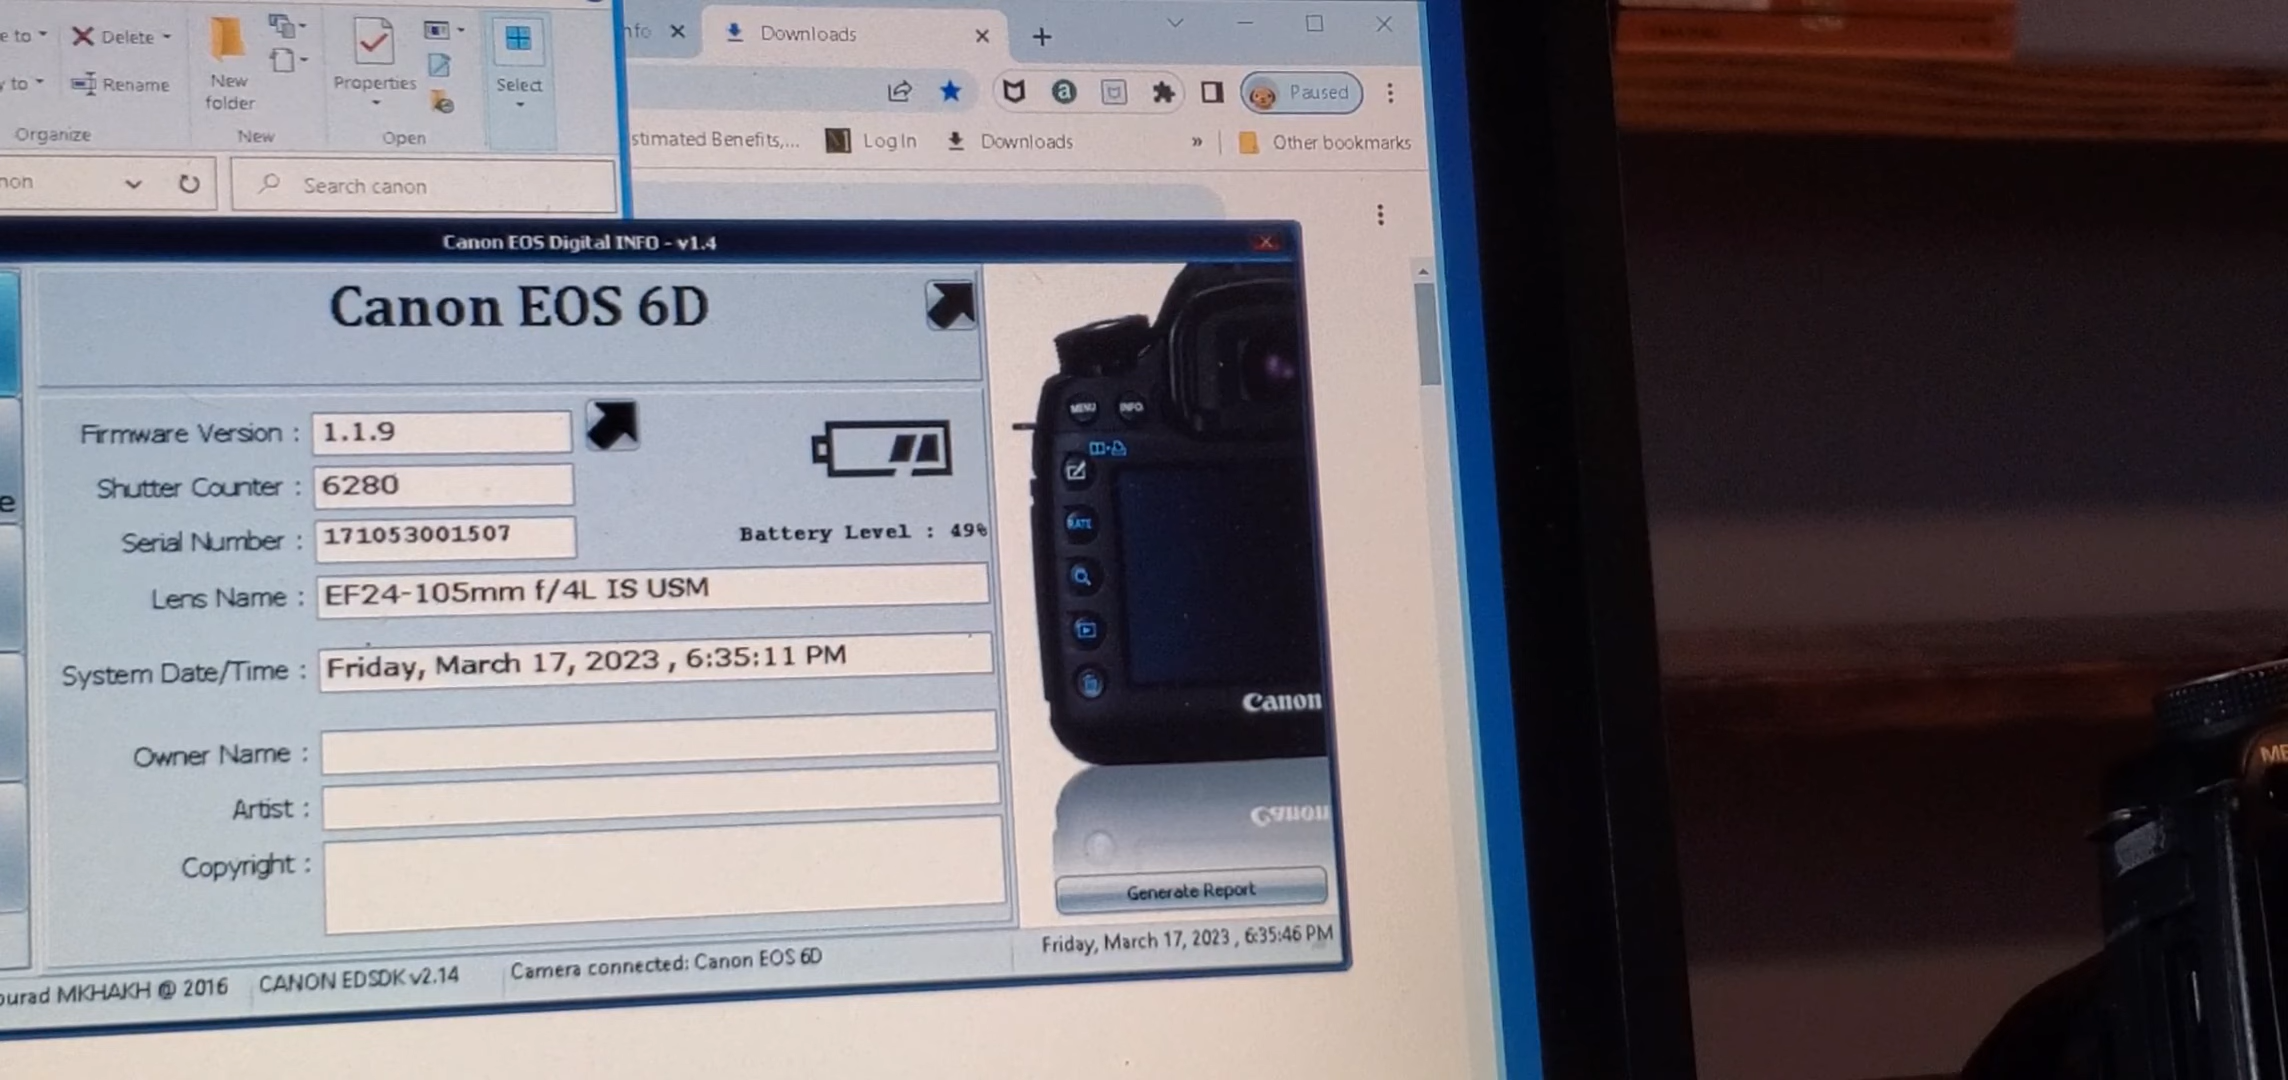 e to
Delete
Rename
y to
New
folder
Properties
Select
Organize
New
Open
Search canon
Downloads
Paused
stimated Benefits,...
Log In
Downloads
»
Other bookmarks
Canon EOS Digital INFO - v1.4
Canon EOS 6D
Firmware Version : 1.1.9
Shutter Counter : 6280
Serial Number : 171053001507
Battery Level : 49%
Lens Name : EF24-105mm f/4L IS USM
System Date/Time : Friday, March 17, 2023 , 6:35:11 PM
Owner Name :
Artist :
Copyright :
MENU
INFO
RATE
Canon
Canon
Generate Report
ourad MKHAKH @ 2016
CANON EDSDK v2.14
Camera connected: Canon EOS 6D
Friday, March 17, 2023 , 6:35:46 PM